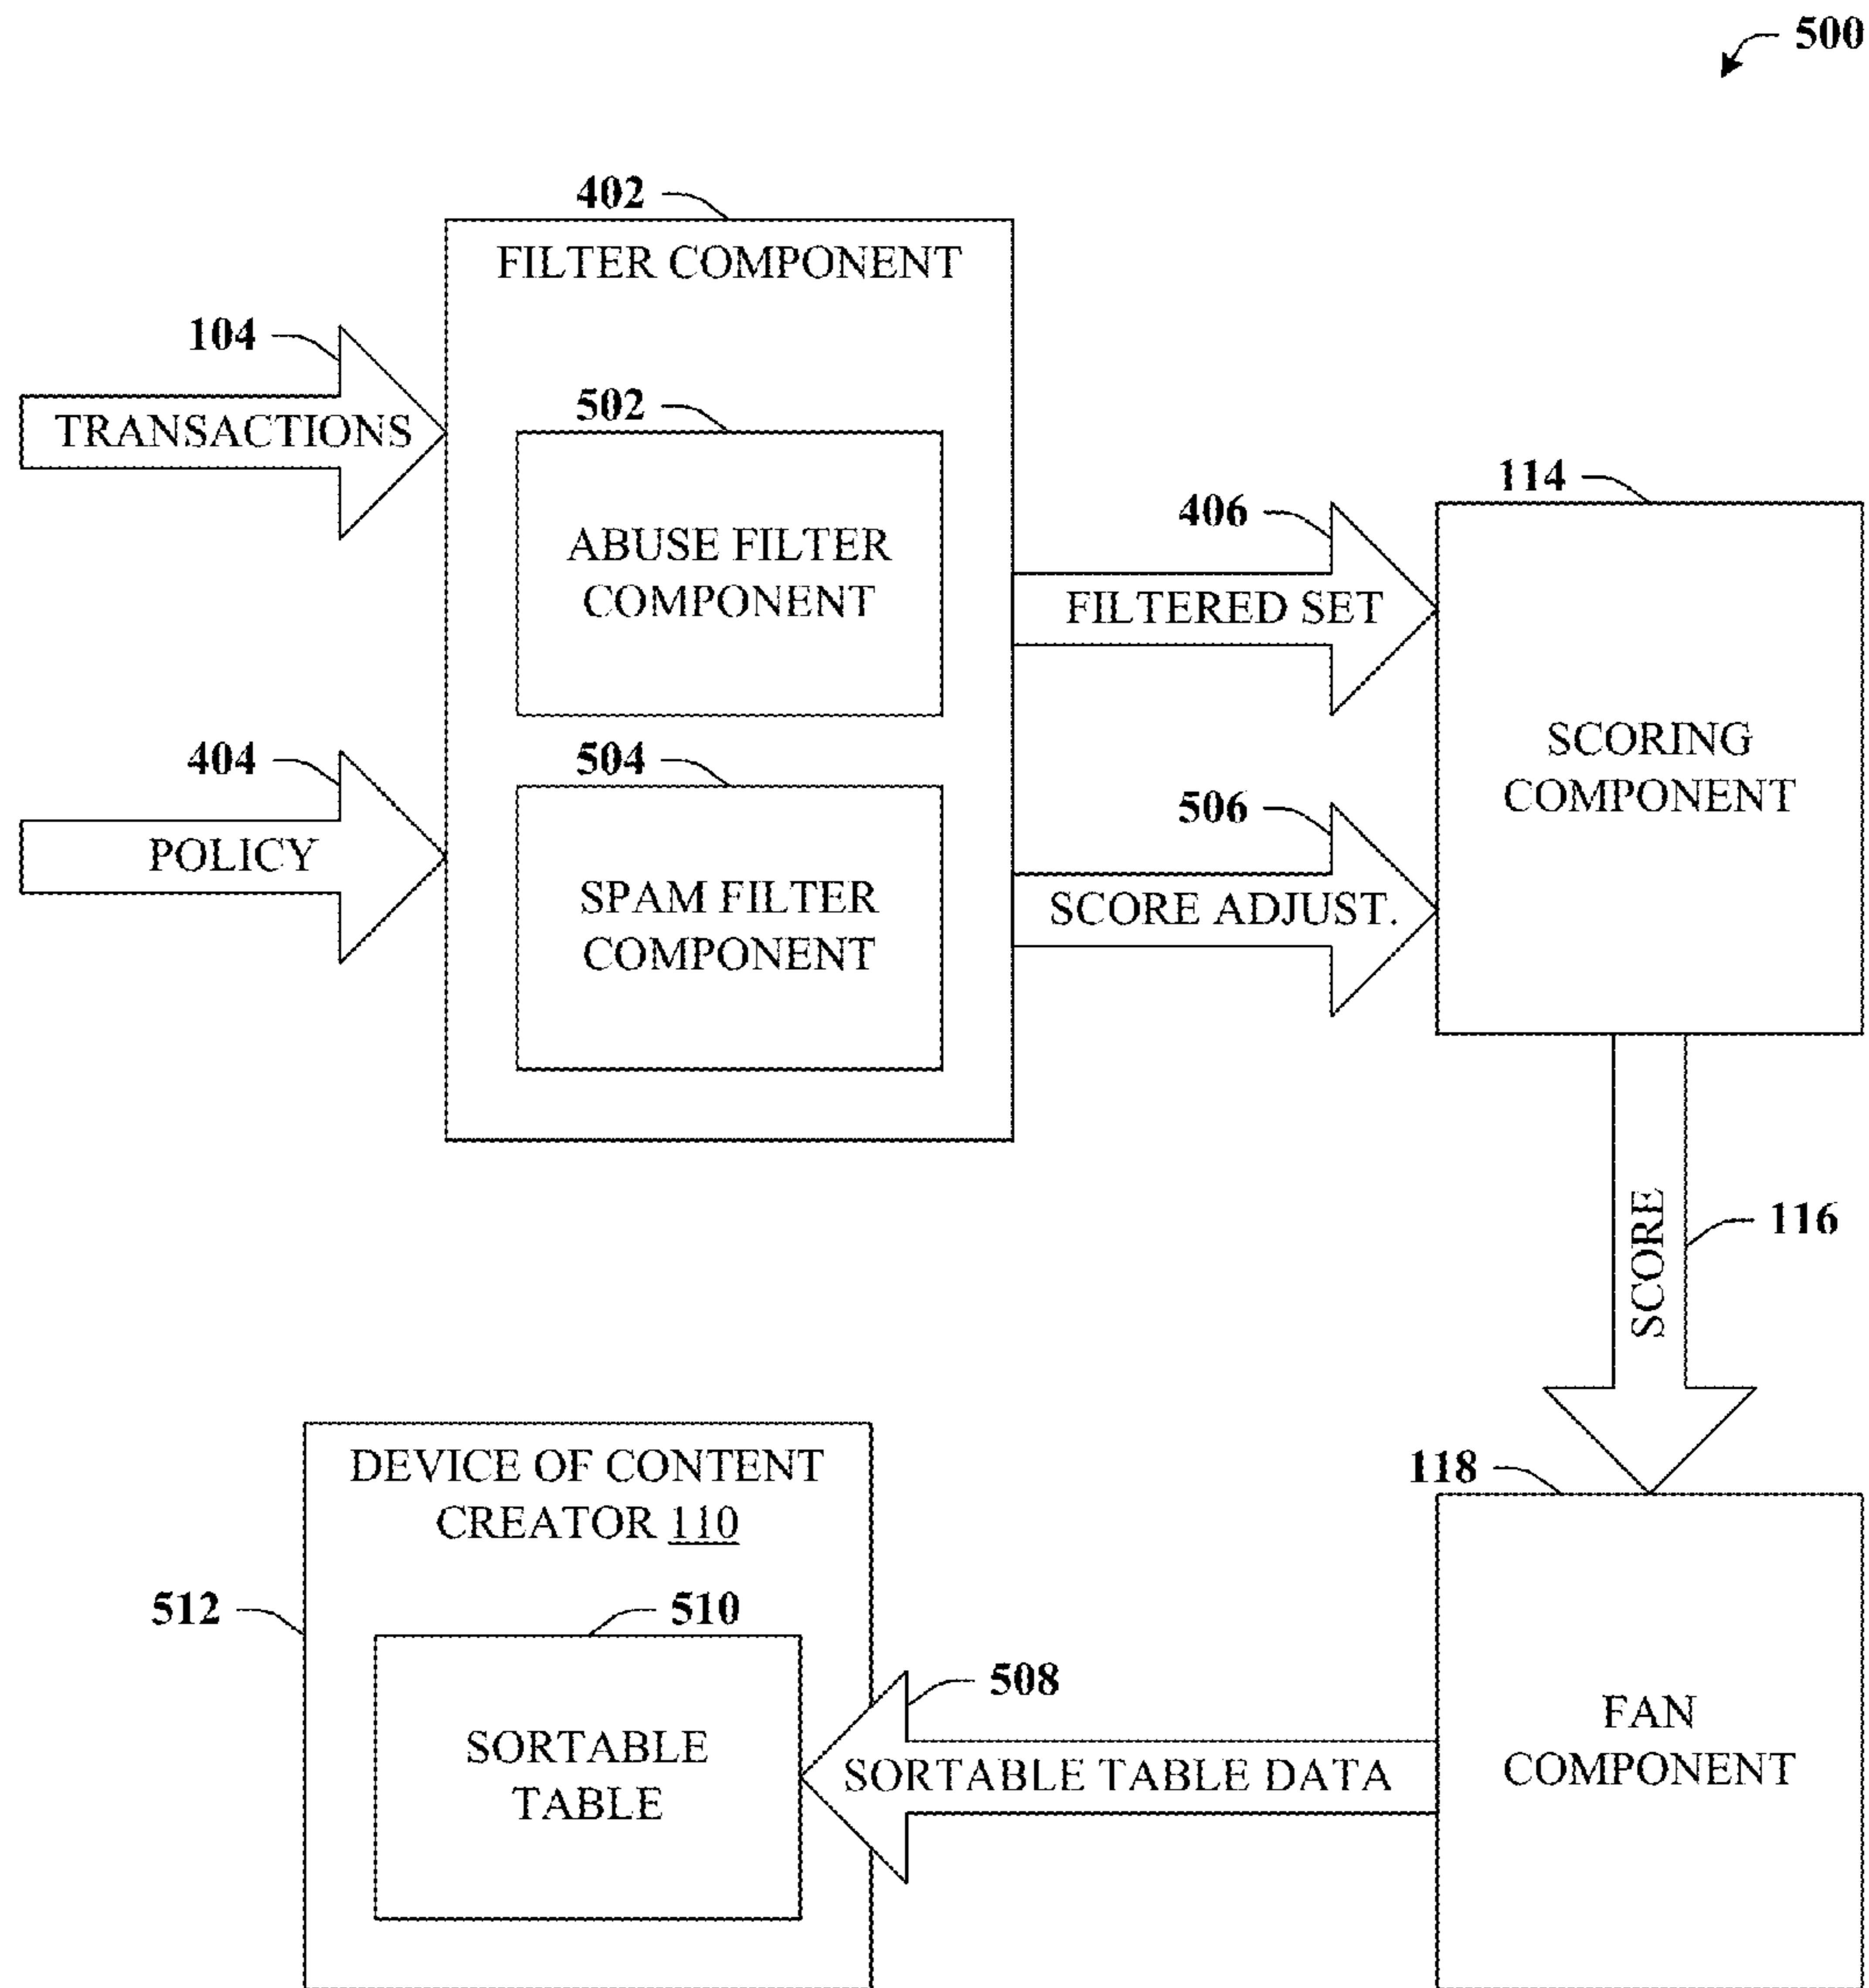 500
402
FILTER COMPONENT
104
TRANSACTIONS
502
ABUSE FILTER
COMPONENT
406
FILTERED SET
114
SCORING
COMPONENT
404
POLICY
504
SPAM FILTER
COMPONENT
506
SCORE ADJUST.
SCORE
116
DEVICE OF CONTENT
CREATOR 110
512
510
SORTABLE
TABLE
508
SORTABLE TABLE DATA
118
FAN
COMPONENT